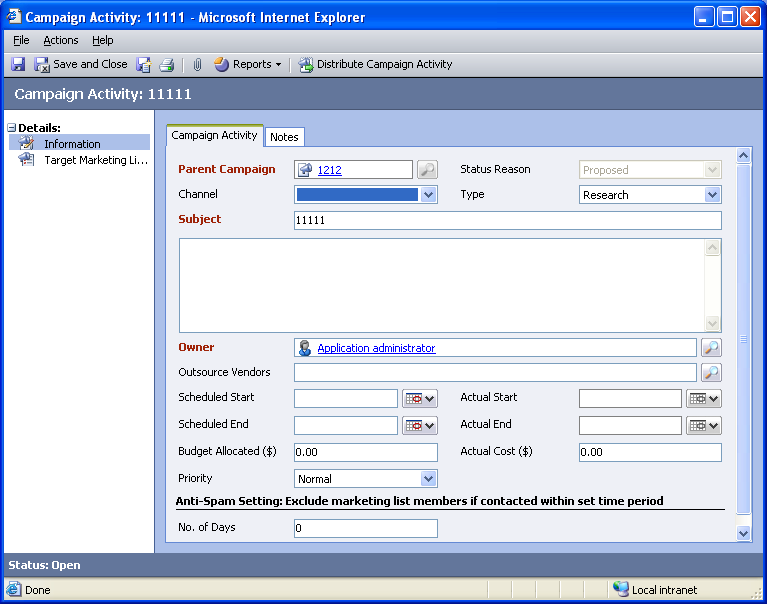 Campaign Activity: 11111 - Microsoft Internet Explorer
File Actions Help
Save and Close Reports Distribute Campaign Activity
Campaign Activity: 11111
Details:
Information
Target Marketing Li...
Campaign Activity Notes
Parent Campaign 1212 Status Reason Proposed
Channel Type Research
Subject 11111
Owner Application administrator
Outsource Vendors
Scheduled Start Actual Start
Scheduled End Actual End
Budget Allocated ($) 0.00 Actual Cost ($) 0.00
Priority Normal
Anti-Spam Setting: Exclude marketing list members if contacted within set time period
No. of Days 0
Status: Open
Done Local intranet